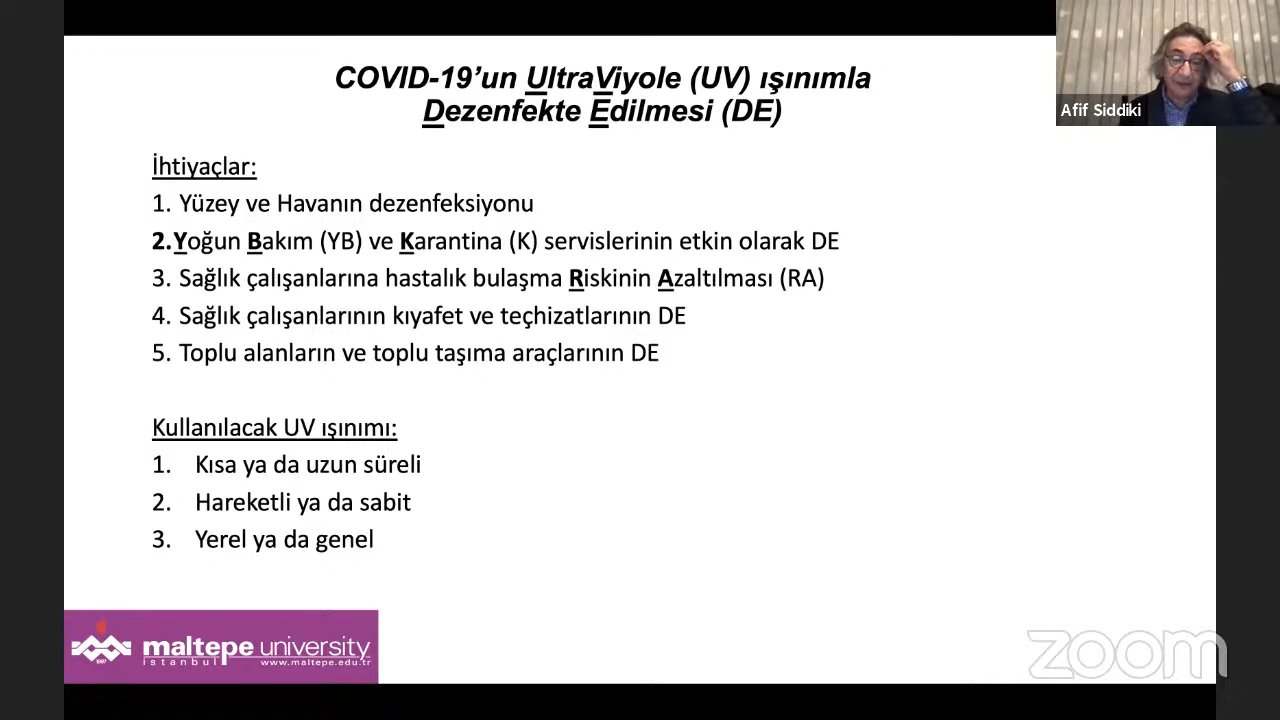 COVID-19’un UltraViyole (UV) ışınımla
Dezenfekte Edilmesi (DE)
Afif Siddiki
İhtiyaçlar:
1. Yüzey ve Havanın dezenfeksiyonu
2.Yoğun Bakım (YB) ve Karantina (K) servislerinin etkin olarak DE
3. Sağlık çalışanlarına hastalık bulaşma Riskinin Azaltılması (RA)
4. Sağlık çalışanlarının kıyafet ve teçhizatlarının DE
5. Toplu alanların ve toplu taşıma araçlarının DE
Kullanılacak UV ışınımı:
1. Kısa ya da uzun süreli
2. Hareketli ya da sabit
3. Yerel ya da genel
maltepe university
istanbul www.maltepe.edu.tr
zoom